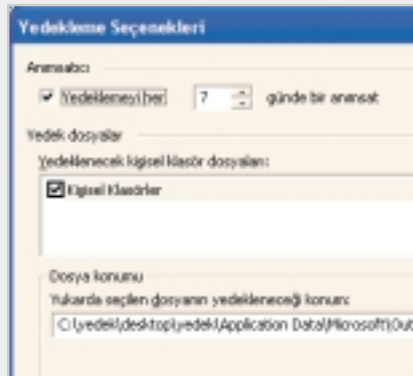 Yedekleme Seçenekleri
Anımsatıcı
Yedeklemeyi her 7 günde bir anımsat
Yedek dosyalar
Yedeklenecek kişisel klasör dosyaları:
Kişisel Klasörler
Dosya konumu
Yukarda seçilen dosyanın yedekleneceği konum:
C:\yedek\desktop\yedek\Application Data\Microsoft\Out